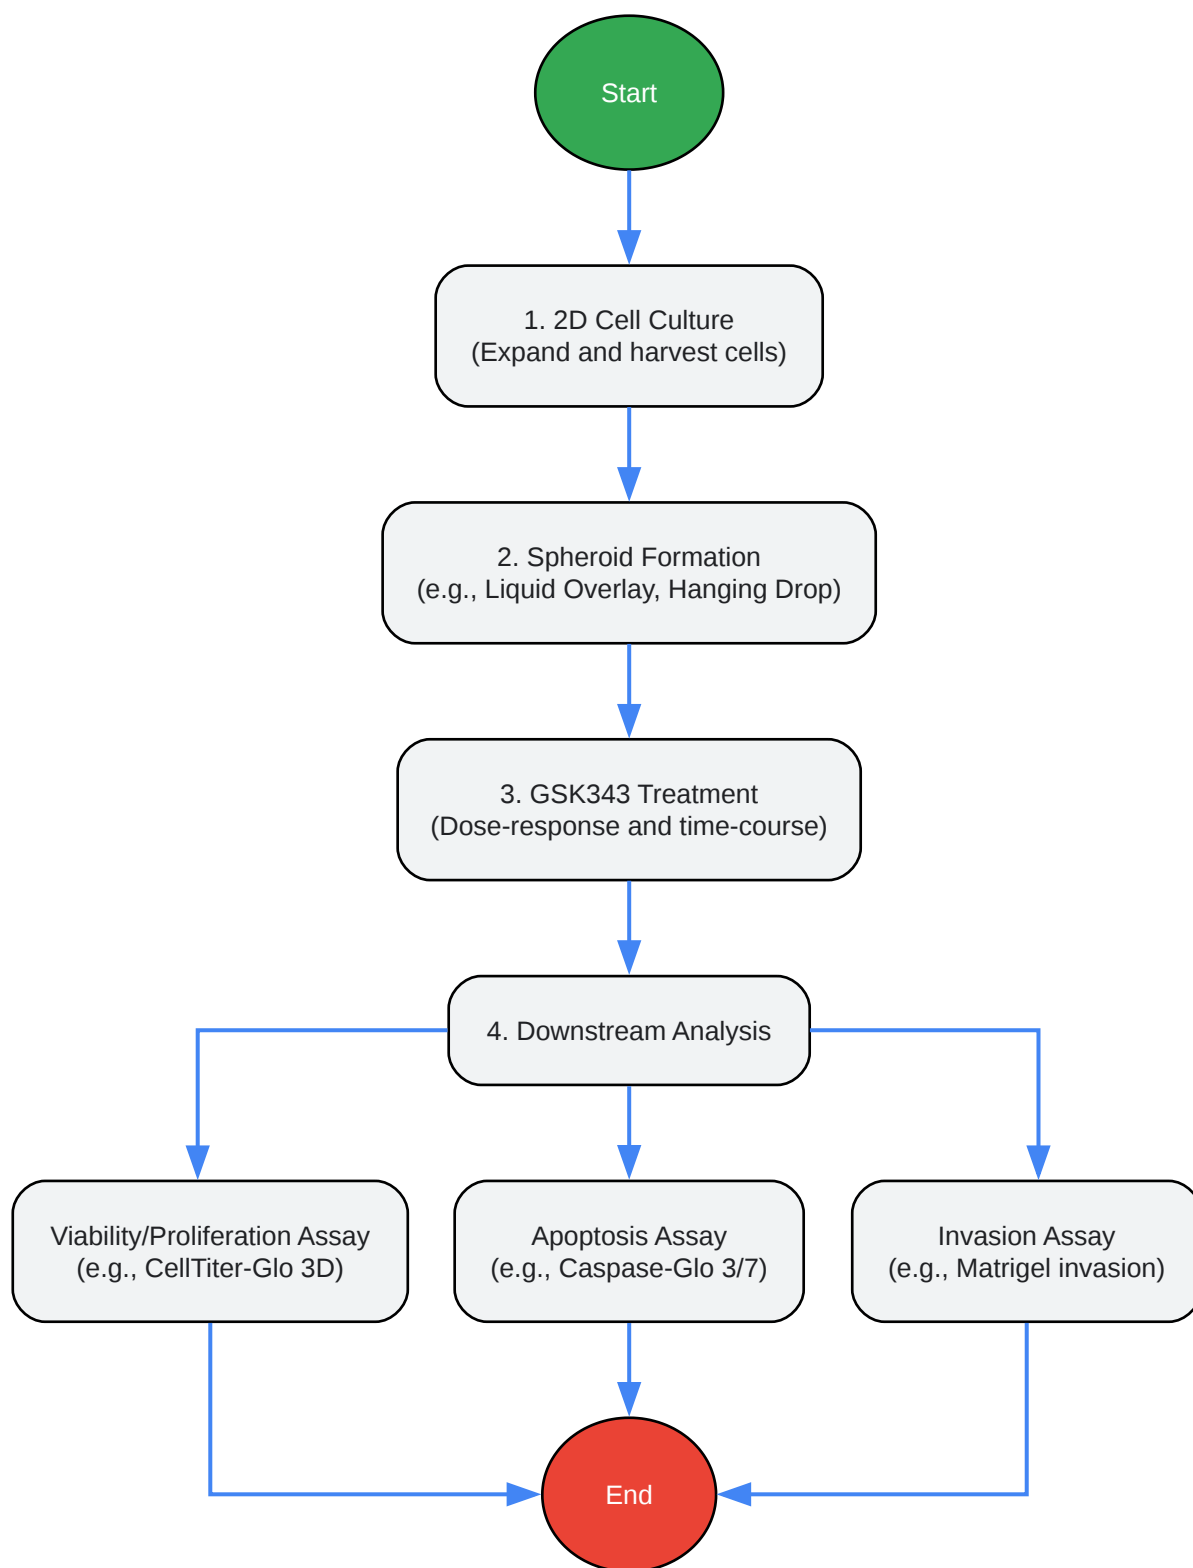 Start
1. 2D Cell Culture
(Expand and harvest cells)
2. Spheroid Formation
(e.g., Liquid Overlay, Hanging Drop)
3. GSK343 Treatment
(Dose-response and time-course)
4. Downstream Analysis
Viability/Proliferation Assay
(e.g., CellTiter-Glo 3D)
Apoptosis Assay
(e.g., Caspase-Glo 3/7)
Invasion Assay
(e.g., Matrigel invasion)
End